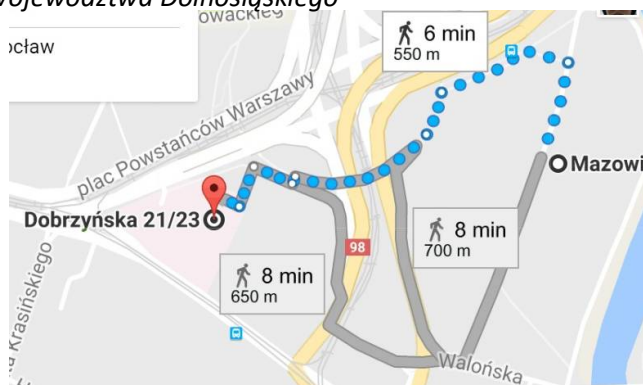 Województwa Dolnośląskiego
owackieg
ocław
6 min
550 m
plac Powstańców Warszawy
Mazowi
Dobrzyńska 21/23
8 min
700 m
98
8 min
650 m
Krasińskiego
Walońska